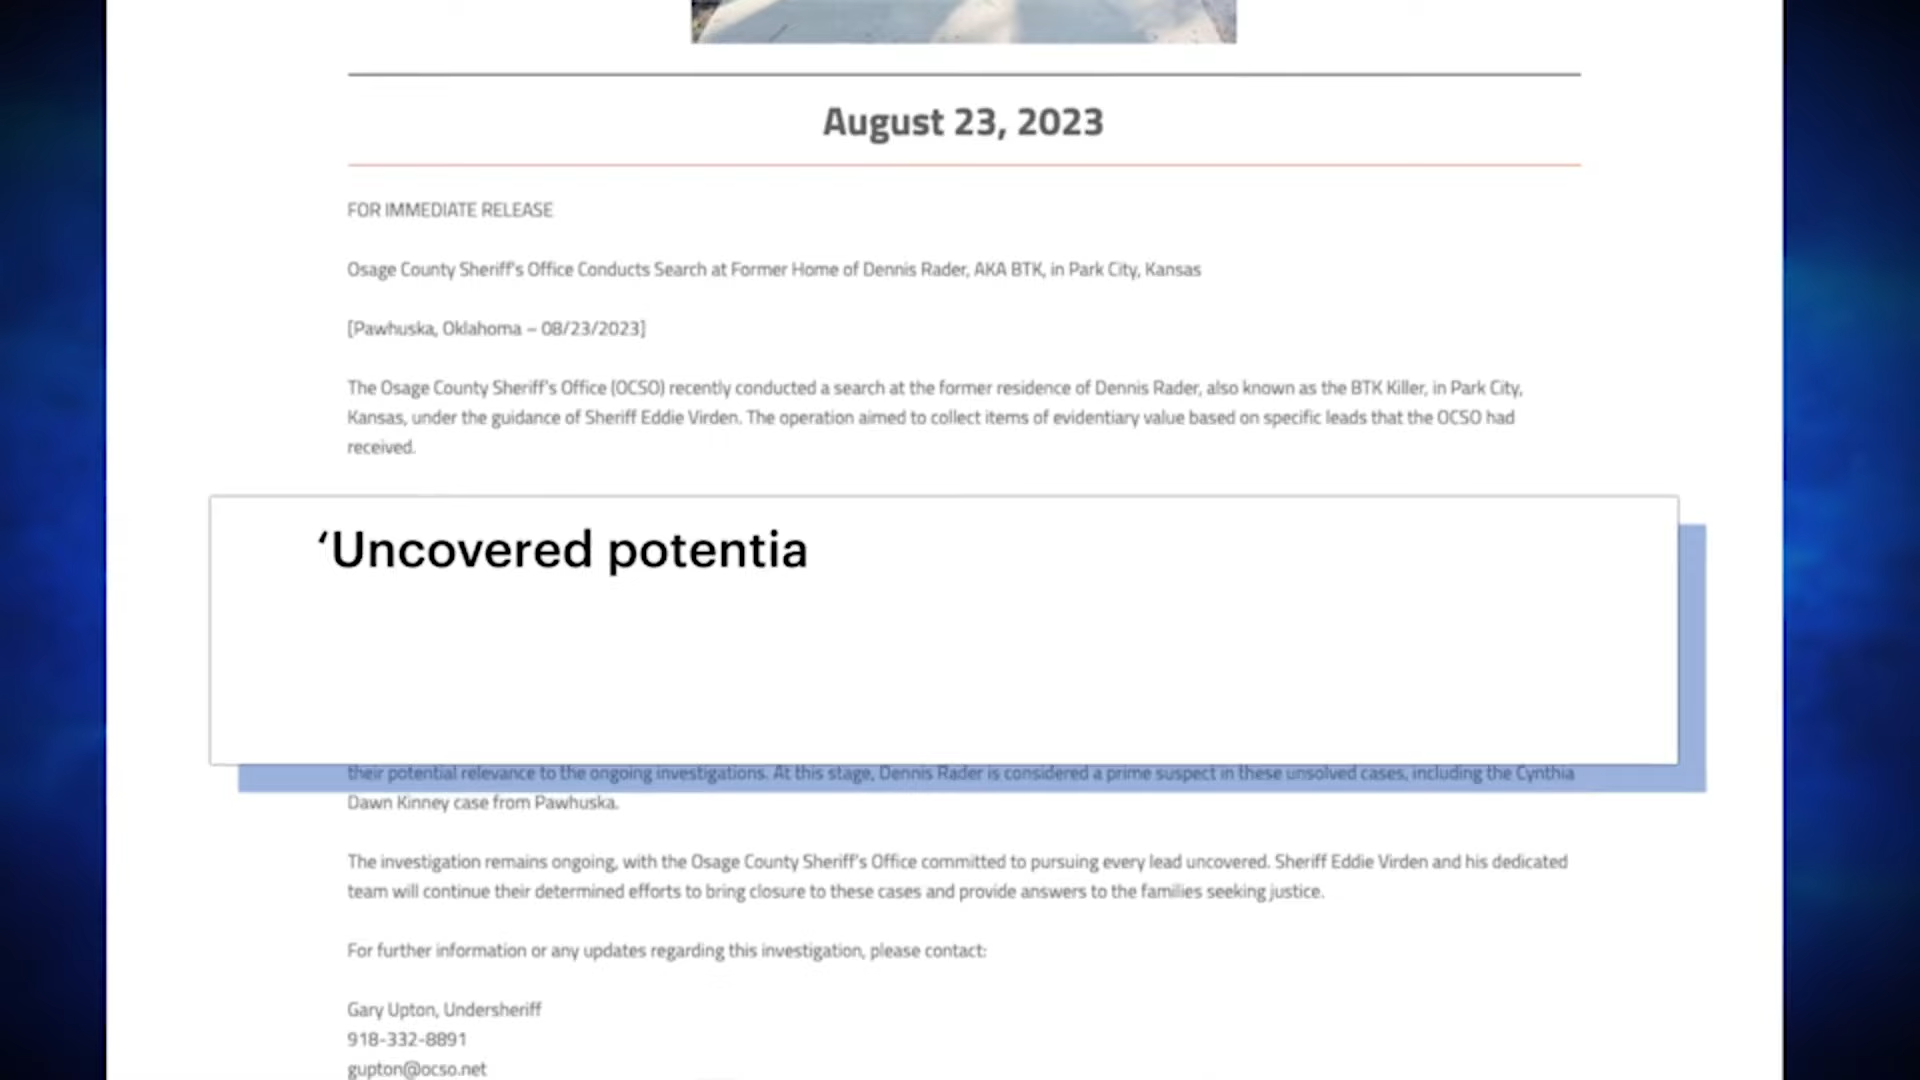 August 23, 2023
FOR IMMEDIATE RELEASE
Osage County Sheriff's Office Conducts Search at Former Home of Dennis Rader, AKA BTK, in Park City, Kansas
[Pawhuska, Oklahoma – 08/23/2023]
The Osage County Sheriff's Office (OCSO) recently conducted a search at the former residence of Dennis Rader, also known as the BTK Killer, in Park City,
Kansas, under the guidance of Sheriff Eddie Virden. The operation aimed to collect items of evidentiary value based on specific leads that the OCSO had
received.
‘Uncovered potentia
their potential relevance to the ongoing investigations. At this stage, Dennis Rader is considered a prime suspect in these unsolved cases, including the Cynthia
Dawn Kinney case from Pawhuska.
The investigation remains ongoing, with the Osage County Sheriff's Office committed to pursuing every lead uncovered. Sheriff Eddie Virden and his dedicated
team will continue their determined efforts to bring closure to these cases and provide answers to the families seeking justice.
For further information or any updates regarding this investigation, please contact:
Gary Upton, Undersheriff
918-332-8891
gupton@ocso.net